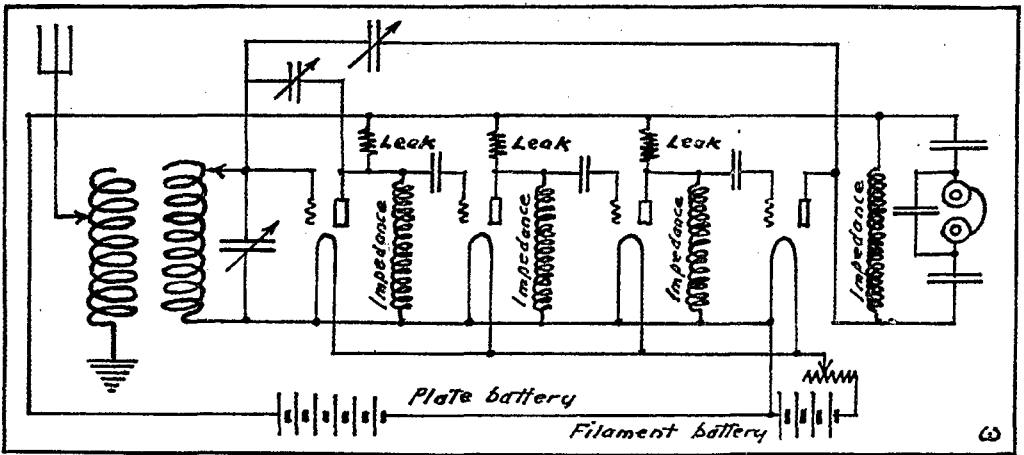 Leak
Leak
Leak
Impedance
Impedance
Impedance
Impedance
Plate battery
Filament battery